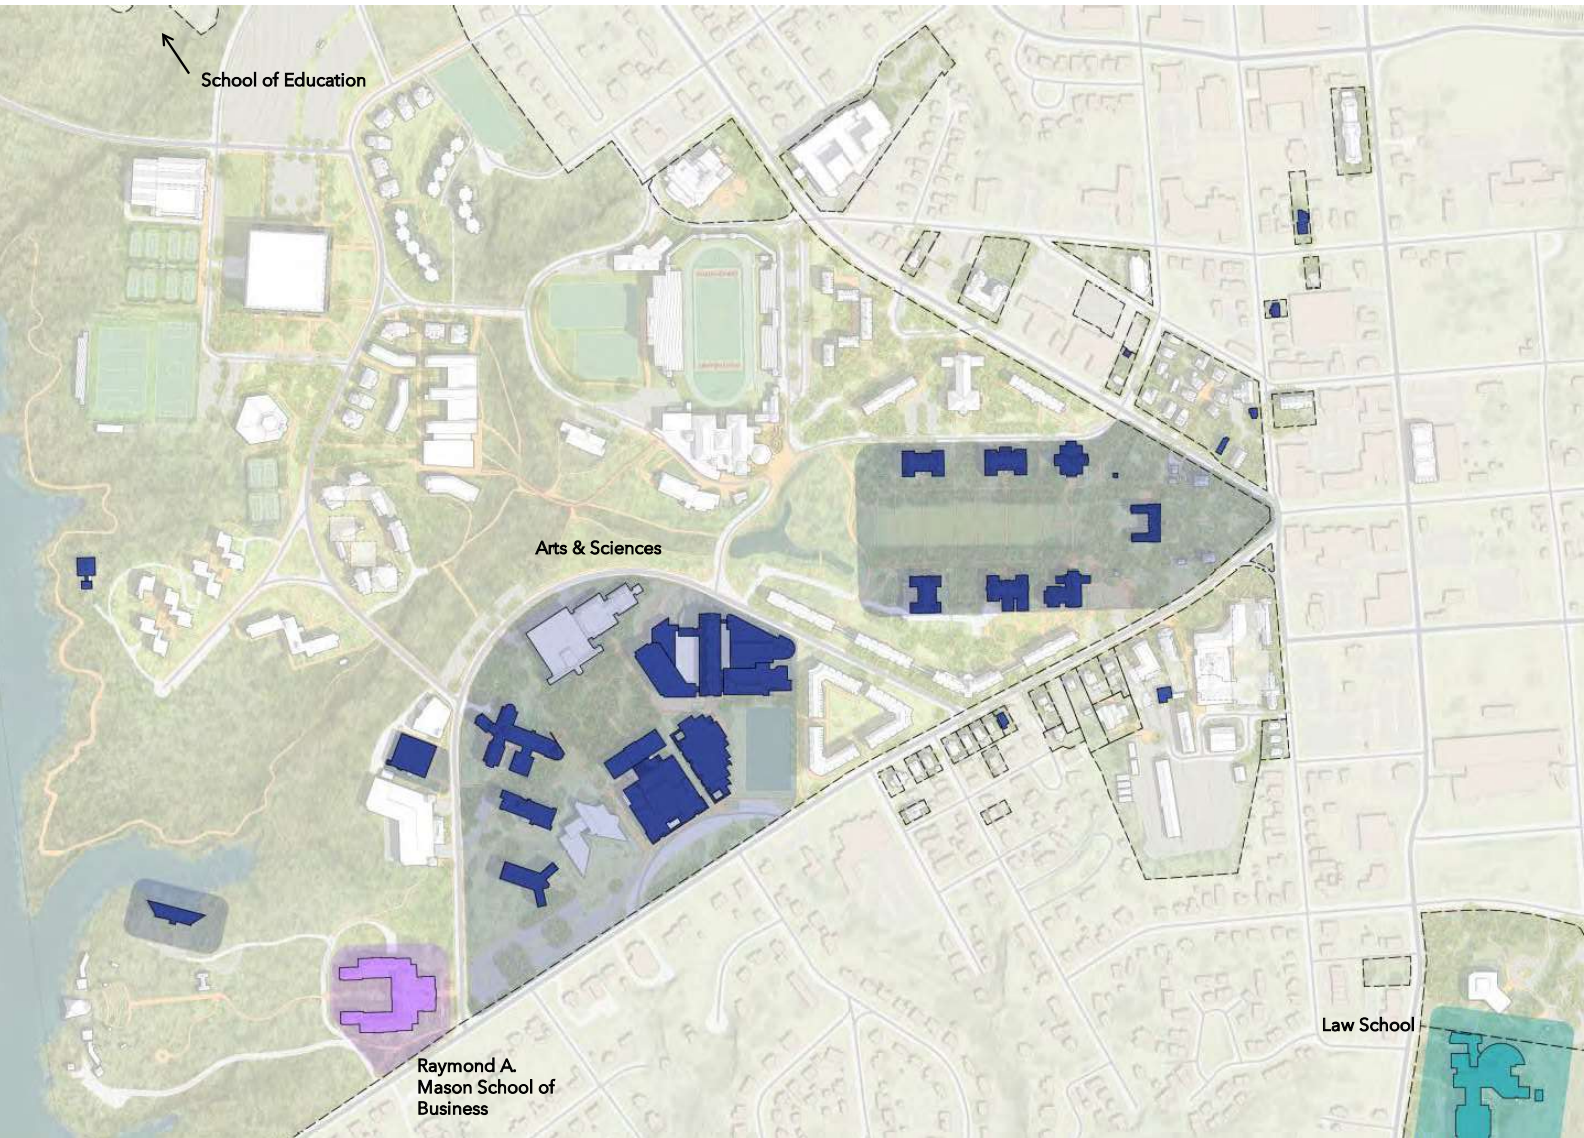 School of Education
Arts & Sciences
Law School
Raymond A.
Mason School of
Business